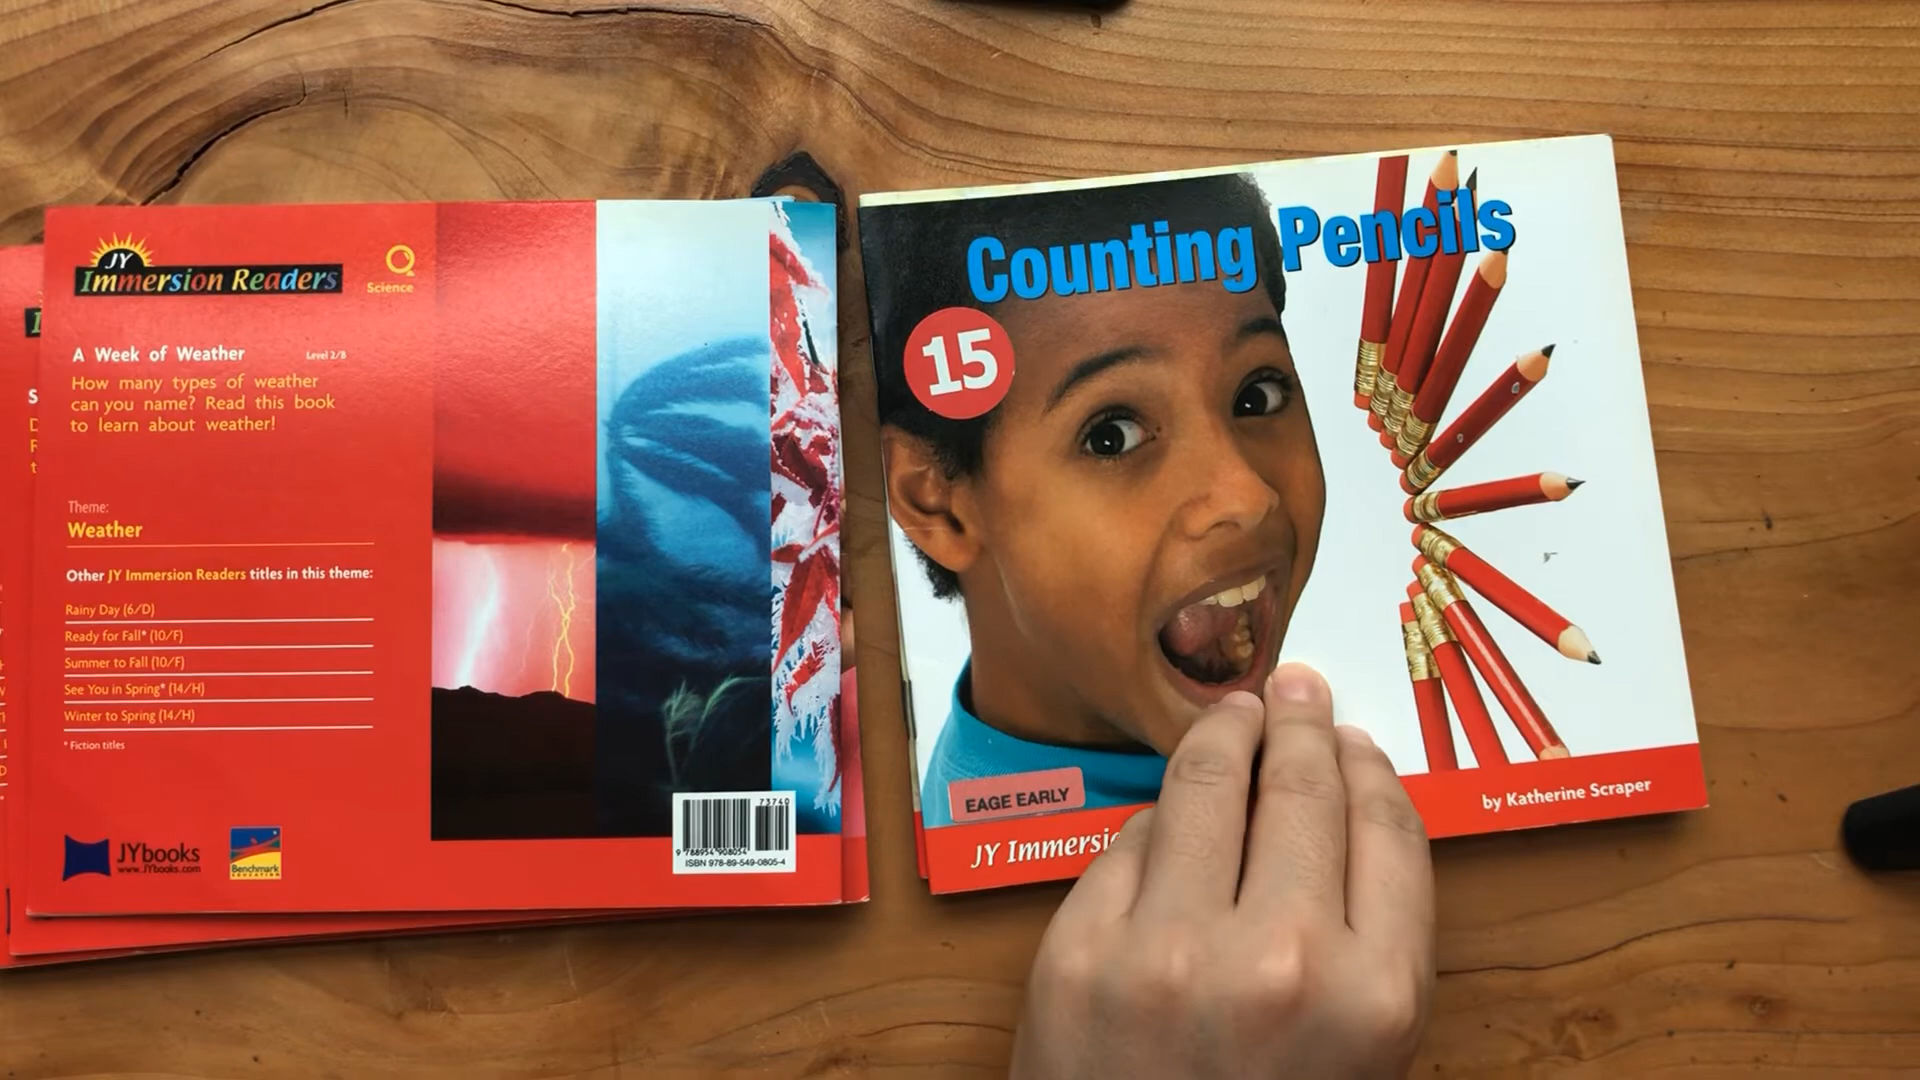 JY
Immersion Readers
Science
A Week of Weather
Level 2/B
How many types of weather
can you name? Read this book
to learn about weather!
Theme:
Weather
Other JY Immersion Readers titles in this theme:
Rainy Day (6/D)
Ready for Fall* (10/F)
Summer to Fall (10/F)
See You in Spring* (14/H)
Winter to Spring (14/H)
* Fiction titles
JYbooks
www.JYbooks.com
Benchmark
EDUCATION
73740
9 788954 908054
ISBN 978-89-549-0805-4
Counting Pencils
15
EAGE EARLY
JY Immersi
by Katherine Scraper